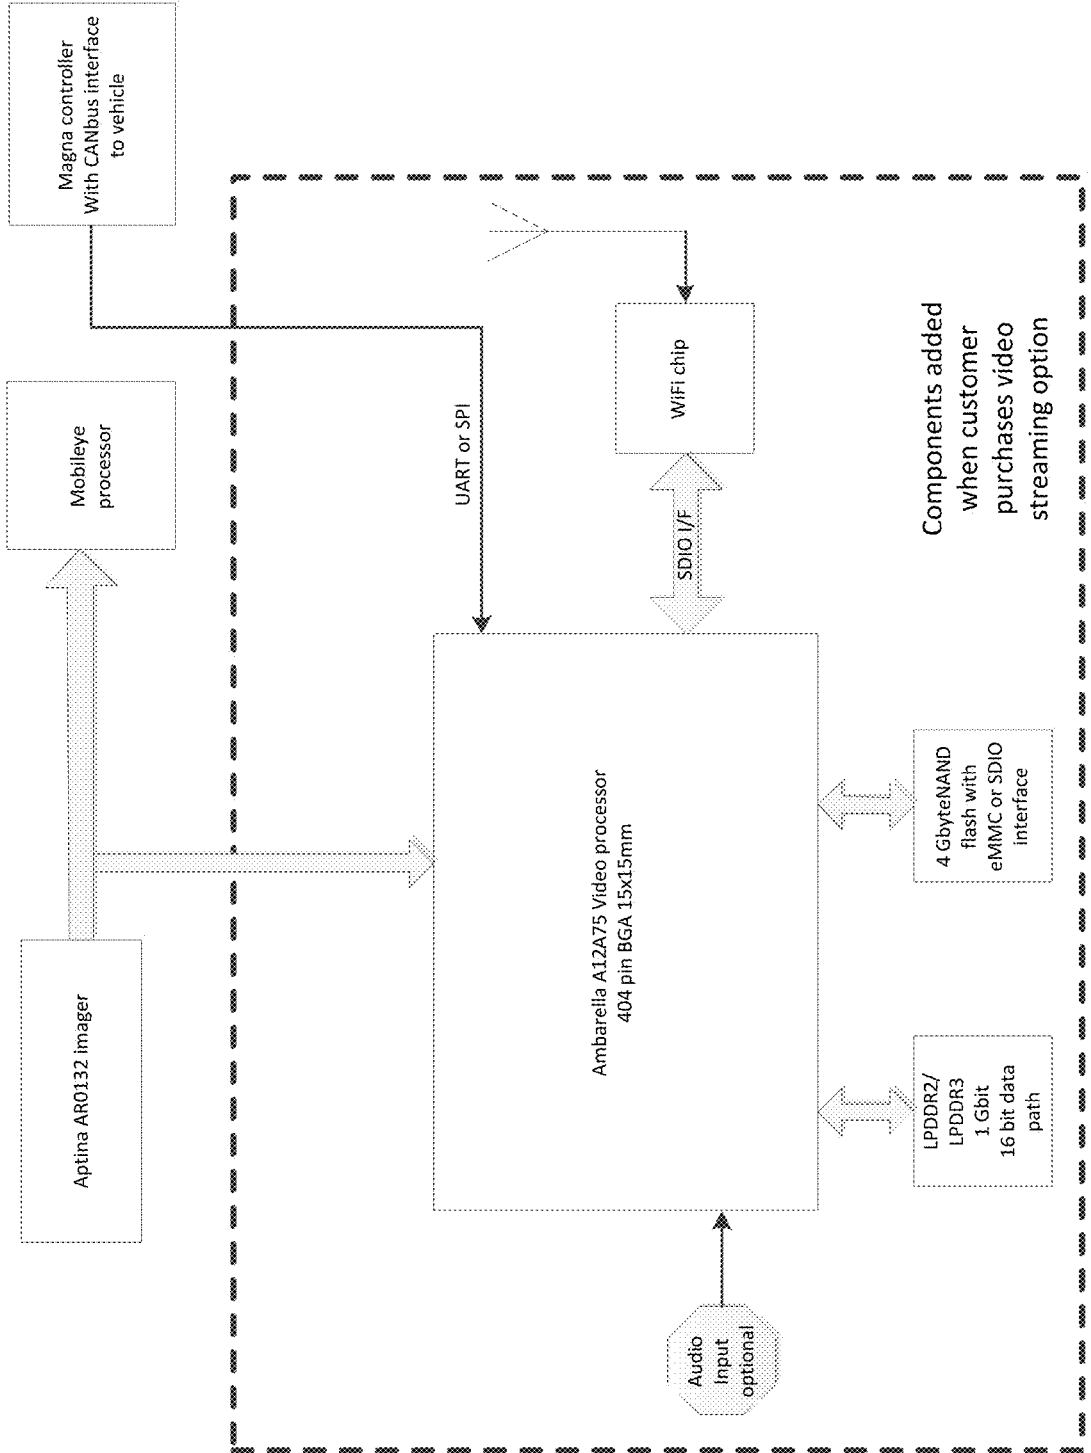 Aptina AR0132 imager
Mobileye
processor
Magna controller
With CANbus interface
to vehicle
UART or SPI
Ambarella A12A75 Video processor
404 pin BGA 15x15mm
SDIO I/F
WiFi chip
Audio
Input
optional
LPDDR2/
LPDDR3
1 Gbit
16 bit data
path
4 GbyteNAND
flash with
eMMC or SDIO
interface
Components added
when customer
purchases video
streaming option